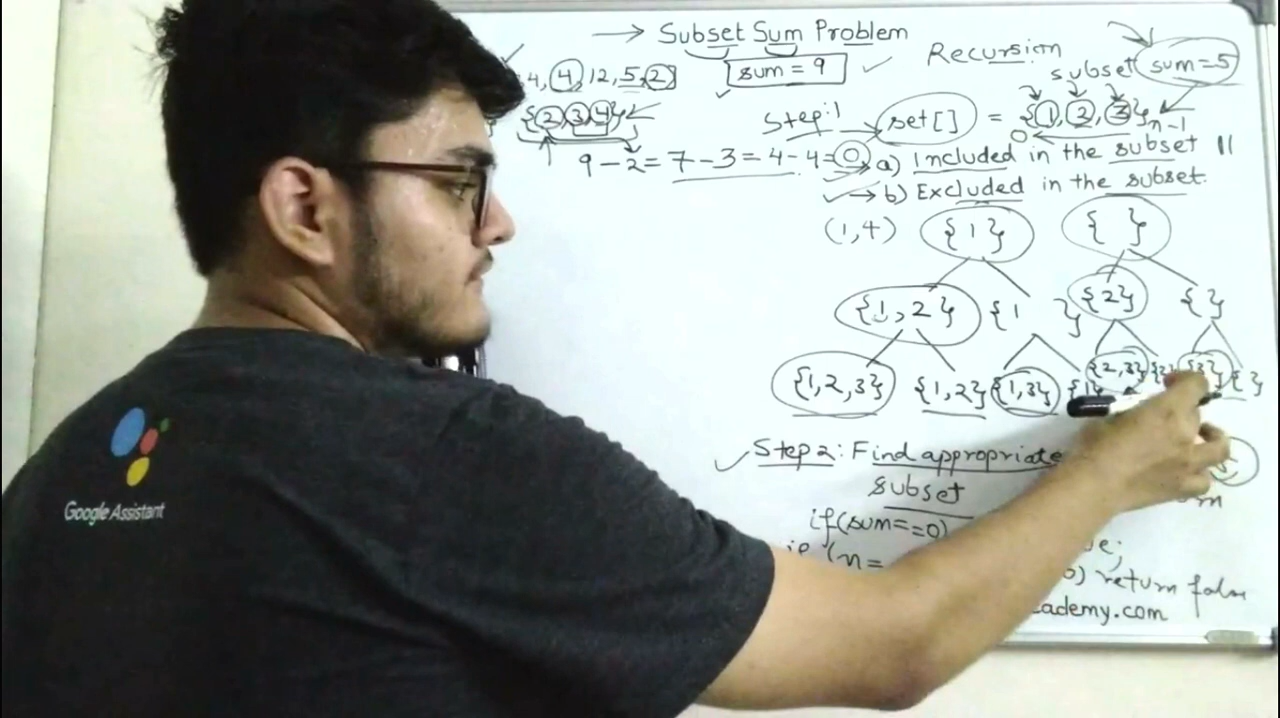 → Subset Sum Problem
4, 4, 12, 5, 2] sum = 9 ✓ Recursion subset sum=5
{2,3,4} Step:1 → set[] = {1, 2, 3} n-1
0
9 - 2 = 7 - 3 = 4 - 4 = 0 a) Included in the subset
→ b) Excluded in the subset.
(1,4) {1} { }
{1,2} {1 } {2} { }
{1,2,3} {1,2} {1,3} {1} {2,3} {3} { }
Step 2: Find appropriate
subset
if(sum==0)
if (n=
0) return false
ademy.com
Google Assistant